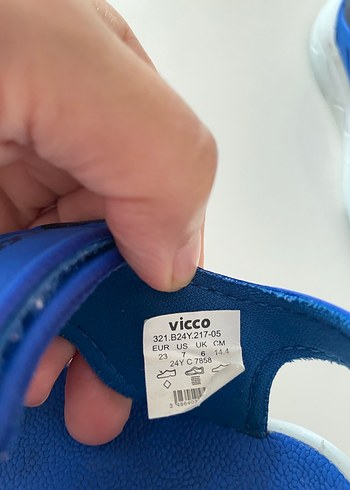 vicco
321.B24Y.217-05
EUR US UK CM
23 7 6 14.4
24Y C 7858